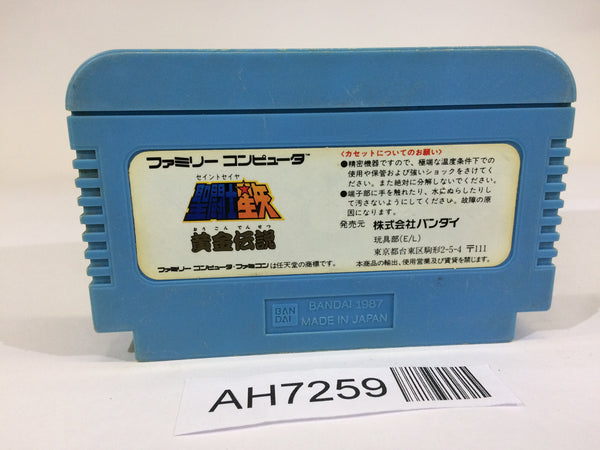 ファミリー コンピュータ™
セイントセイヤ
聖闘士星矢
おうごんでんせつ
黄金伝説
ファミリー コンピュータ・ファミコンは任天堂の商標です。
〈カセットについてのお願い〉
●精密機器ですので、極端な温度条件下での
使用や保管および強いショックをさけてく
ださい。また絶対に分解しないでください。
●端子部に手を触れたり、水にぬらしたりし
て汚さないようにしてください。故障の原
因になります。
発売元 株式会社バンダイ
玩具部(E/L)
東京都台東区駒形2-5-4 〒111
本商品の輸出、使用営業及び賃貸を禁じます。
BAN
DAI
BANDAI 1987
MADE IN JAPAN
AH7259